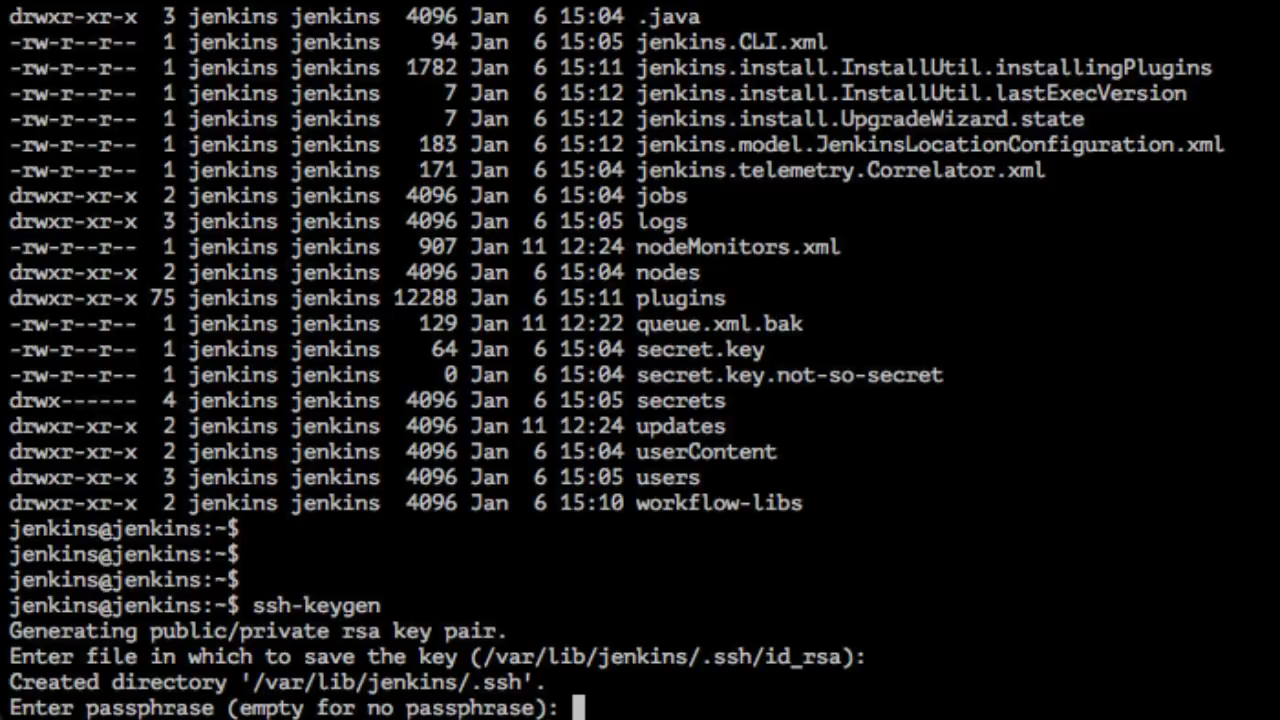 drwxr-xr-x 3 jenkins jenkins 4096 Jan 6 15:04 .java
-rw-r--r-- 1 jenkins jenkins 94 Jan 6 15:05 jenkins.CLI.xml
-rw-r--r-- 1 jenkins jenkins 1782 Jan 6 15:11 jenkins.install.InstallUtil.installingPlugins
-rw-r--r-- 1 jenkins jenkins 7 Jan 6 15:12 jenkins.install.InstallUtil.lastExecVersion
-rw-r--r-- 1 jenkins jenkins 7 Jan 6 15:12 jenkins.install.UpgradeWizard.state
-rw-r--r-- 1 jenkins jenkins 183 Jan 6 15:12 jenkins.model.JenkinsLocationConfiguration.xml
-rw-r--r-- 1 jenkins jenkins 171 Jan 6 15:04 jenkins.telemetry.Correlator.xml
drwxr-xr-x 2 jenkins jenkins 4096 Jan 6 15:04 jobs
drwxr-xr-x 3 jenkins jenkins 4096 Jan 6 15:05 logs
-rw-r--r-- 1 jenkins jenkins 907 Jan 11 12:24 nodeMonitors.xml
drwxr-xr-x 2 jenkins jenkins 4096 Jan 6 15:04 nodes
drwxr-xr-x 75 jenkins jenkins 12288 Jan 6 15:11 plugins
-rw-r--r-- 1 jenkins jenkins 129 Jan 11 12:22 queue.xml.bak
-rw-r--r-- 1 jenkins jenkins 64 Jan 6 15:04 secret.key
-rw-r--r-- 1 jenkins jenkins 0 Jan 6 15:04 secret.key.not-so-secret
drwx------ 4 jenkins jenkins 4096 Jan 6 15:05 secrets
drwxr-xr-x 2 jenkins jenkins 4096 Jan 11 12:24 updates
drwxr-xr-x 2 jenkins jenkins 4096 Jan 6 15:04 userContent
drwxr-xr-x 3 jenkins jenkins 4096 Jan 6 15:05 users
drwxr-xr-x 2 jenkins jenkins 4096 Jan 6 15:10 workflow-libs
jenkins@jenkins:~$
jenkins@jenkins:~$
jenkins@jenkins:~$
jenkins@jenkins:~$ ssh-keygen
Generating public/private rsa key pair.
Enter file in which to save the key (/var/lib/jenkins/.ssh/id_rsa):
Created directory '/var/lib/jenkins/.ssh'.
Enter passphrase (empty for no passphrase):